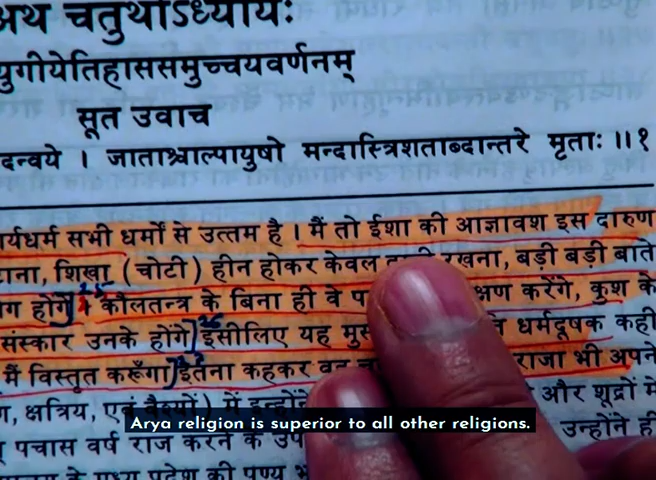 अथ चतुर्थोऽध्यायः
युगीयेतिहाससमुच्चयवर्णनम्
सूत उवाच
दन्वये । जाताश्चाल्पायुषो मन्दास्त्रिशताब्दान्तरे मृताः ।।१
र्यधर्म सभी धर्मों से उत्तम है । मैं तो ईशा की आज्ञावश इस दारुण
शिखा (चोटी) हीन होकर केवल रखना, बड़ी बड़ी बाते
होंगे कौलतन्त्र के बिना ही वे करेंगे, कुश के
संस्कार उनके होंगे इसीलिए यह धर्मदूषक कही
मैं विस्तृत करूँगा इतना कहकर राजा भी अपने
क्षत्रिय, एवं वैश्यों) में और शूद्रों में
पचास वर्ष राज करने के उन्होंने ही
Arya religion is superior to all other religions.
के मध्य प्रदेश की पुण्य